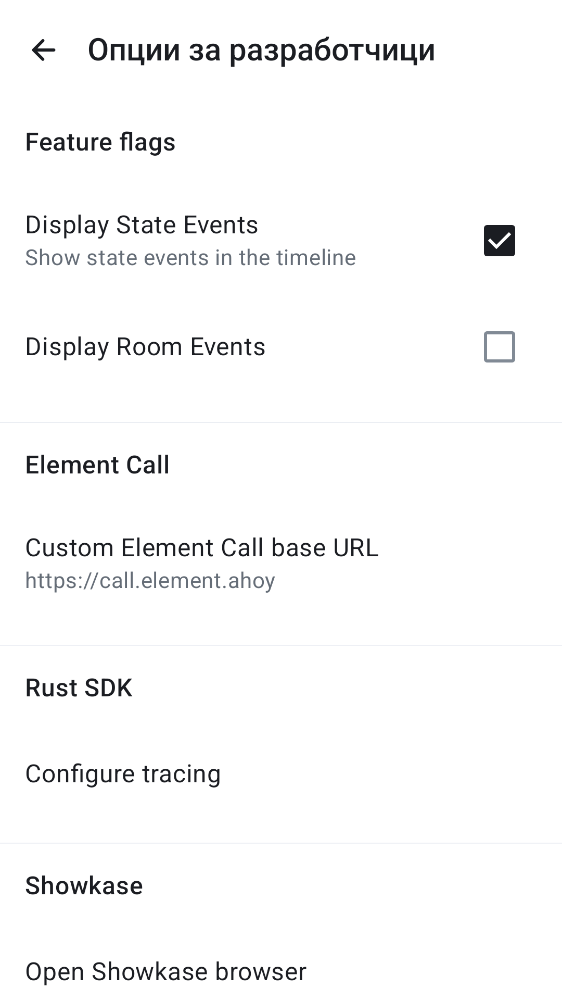 Опции за разработчици
Feature flags
Display State Events
Show state events in the timeline
Display Room Events
Element Call
Custom Element Call base URL
https://call.element.ahoy
Rust SDK
Configure tracing
Showkase
Open Showkase browser